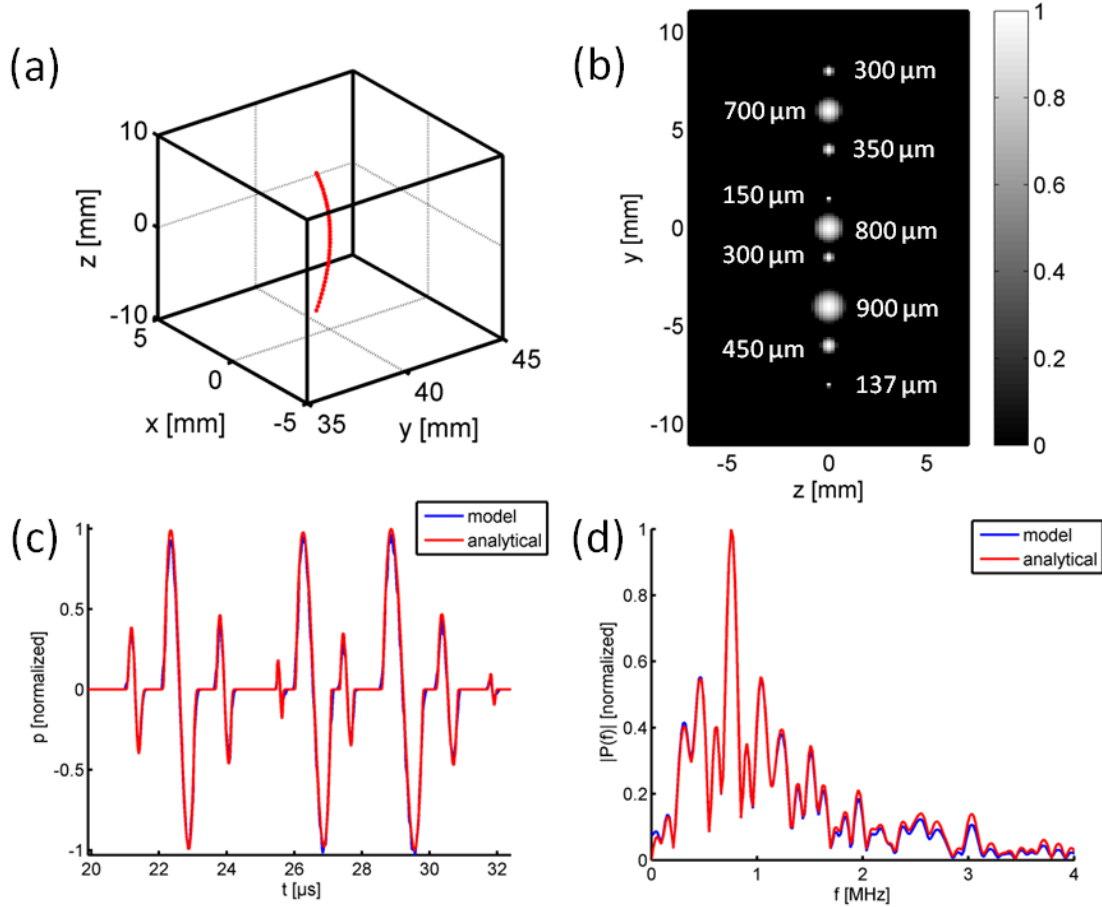 (a)
10
0
-10
z [mm]
5
0
-5
x [mm]
35
40
45
y [mm]
(b)
10
5
0
-5
-10
y [mm]
300 µm
700 µm
350 µm
150 µm
800 µm
300 µm
900 µm
450 µm
137 µm
-5
0
5
z [mm]
1
0.8
0.6
0.4
0.2
0
(c)
model
analytical
1
0.5
0
-0.5
-1
p [normalized]
20
22
24
26
28
30
32
t [µs]
(d)
model
analytical
1
0.8
0.6
0.4
0.2
0
|P(f)| [normalized]
0
1
2
3
4
f [MHz]